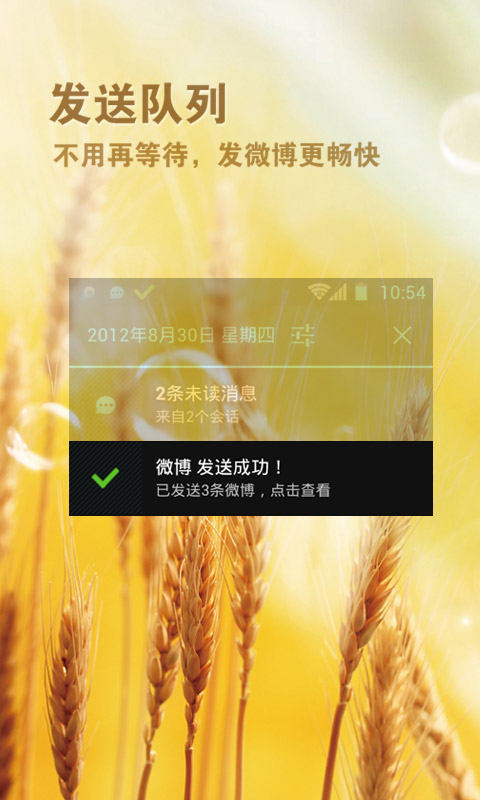 发送队列
不用再等待，发微博更畅快
10:54
2012年8月30日 星期四
2条未读消息
来自2个会话
微博 发送成功！
已发送3条微博，点击查看